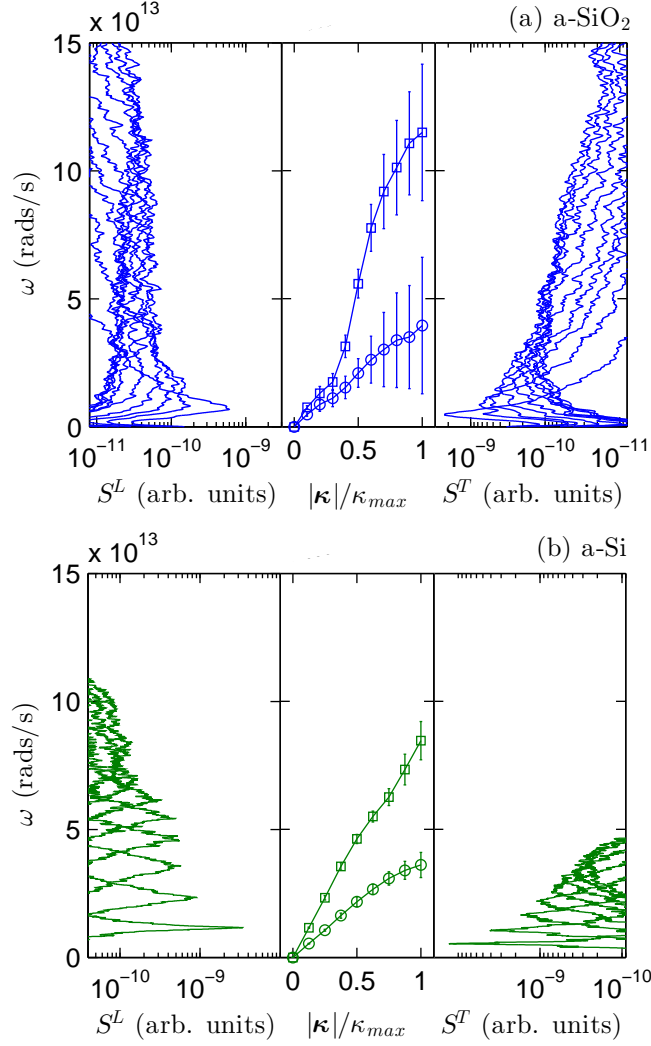 x 10^13
(a) a-SiO₂
15
10
5
0
ω (rads/s)
10^−11 10^−10 10^−9
0 0.5 1
10^−9 10^−10 10^−11
S^L (arb. units)
|κ|/κ_max
S^T (arb. units)
x 10^13
(b) a-Si
15
10
5
0
ω (rads/s)
10^−10 10^−9
0 0.5 1
10^−9 10^−10
S^L (arb. units)
|κ|/κ_max
S^T (arb. units)